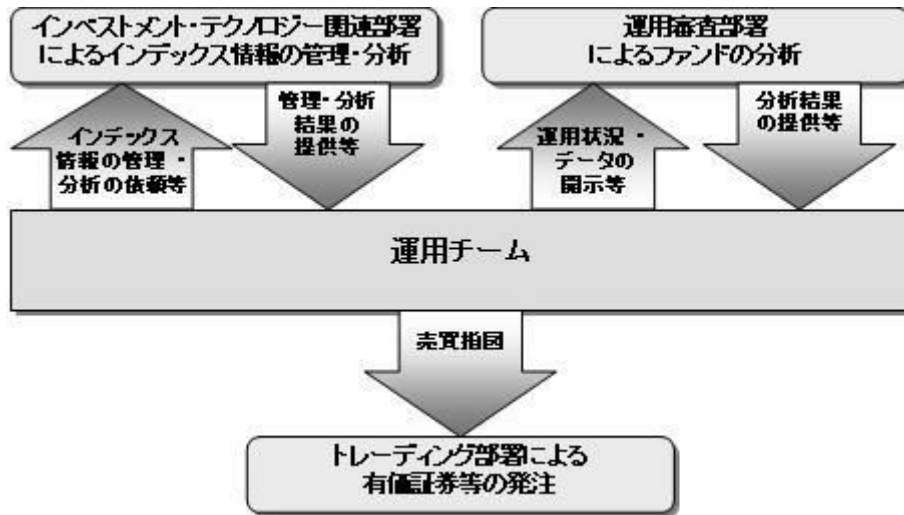 インベストメント・テクノロジー関連部署
によるインデックス情報の管理・分析
運用審査部署
によるファンドの分析
インデックス
情報の管理・
分析の依頼等
管理・分析
結果の
提供等
運用状況・
データの
開示等
分析結果
の提供等
運用チーム
売買指図
トレーディング部署による
有価証券等の発注